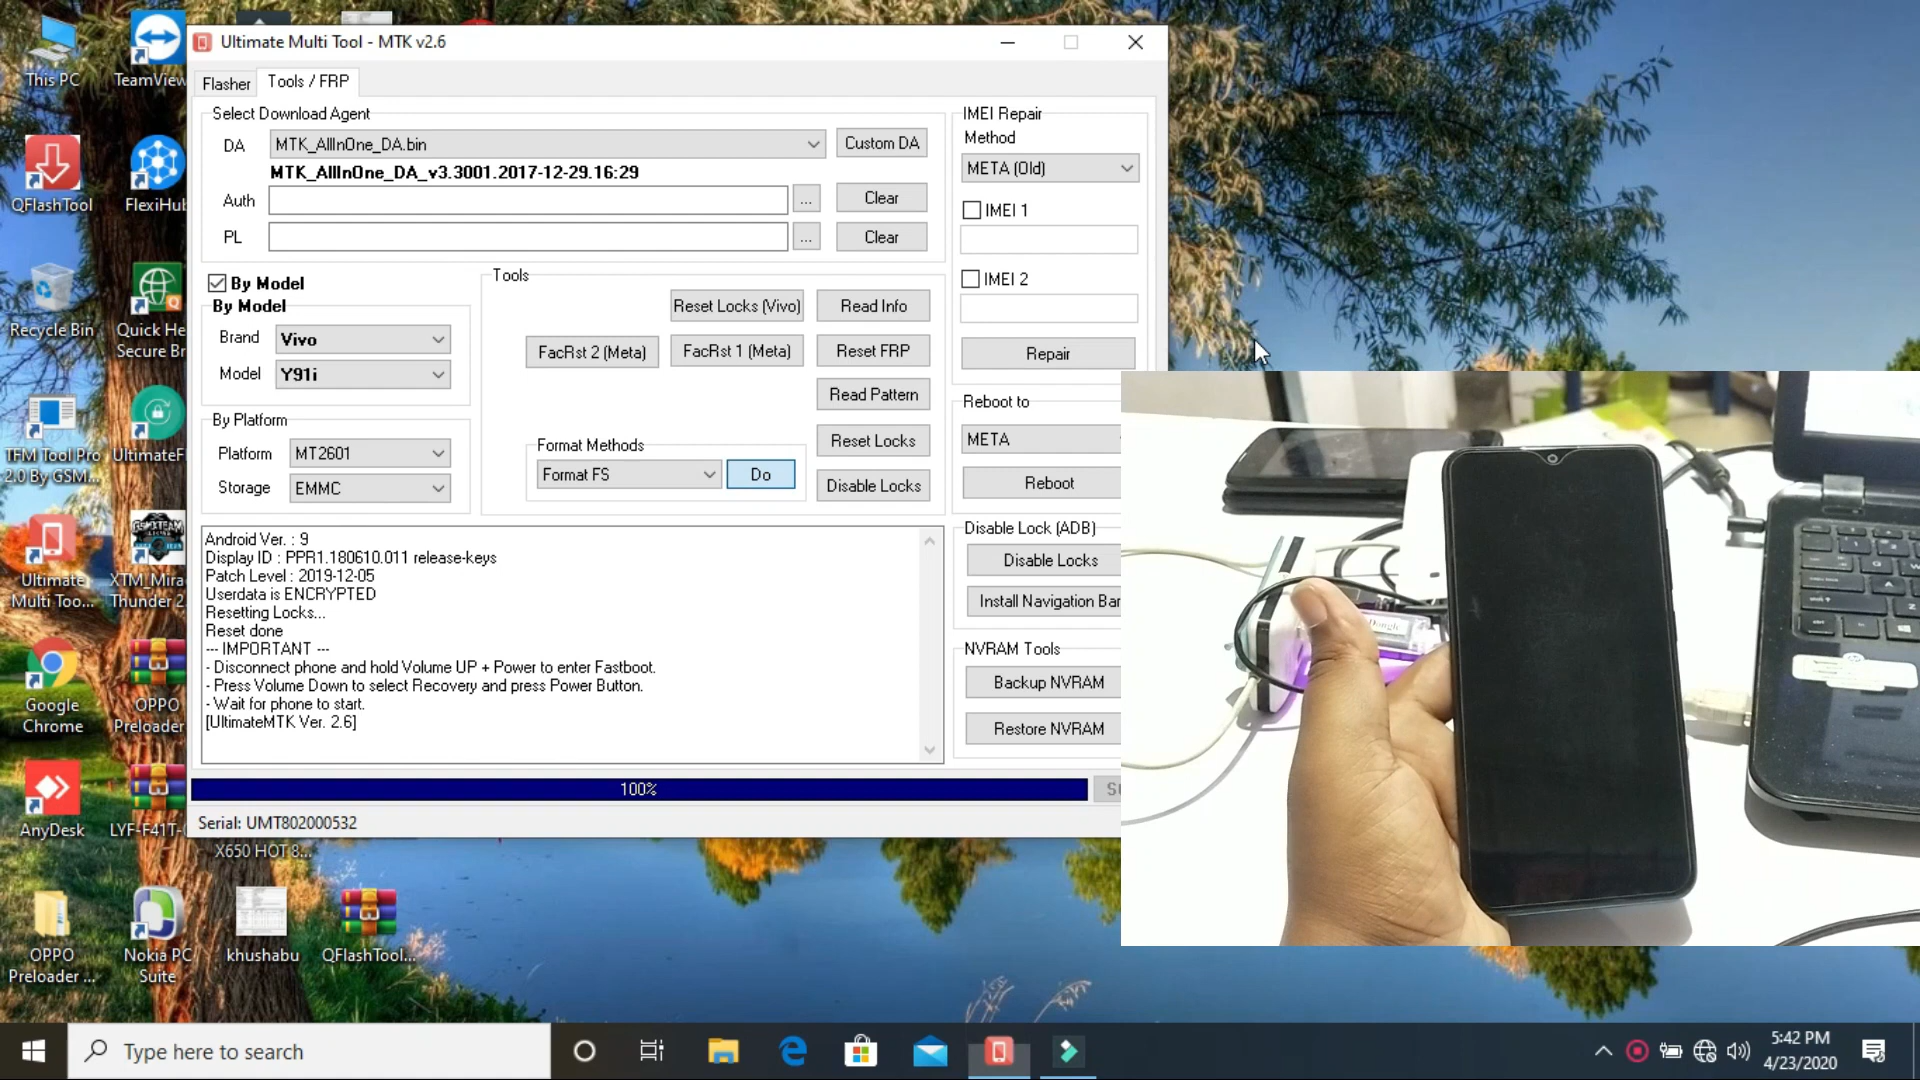 This PC
TeamView
QFlashTool
FlexiHub
Recycle Bin
Quick He
Secure Br
TFM Tool Pro
2.0 By GSM...
UltimateF
Ultimate
Multi Too...
XTM_Mira
Thunder 2
Google
Chrome
OPPO
Preloader
AnyDesk
LYF-F41T-
X650 HOT 8...
OPPO
Preloader ...
Nokia PC
Suite
khushabu
QFlashTool...
Ultimate Multi Tool - MTK v2.6
Flasher
Tools / FRP
Select Download Agent
DA
MTK_AllInOne_DA.bin
Custom DA
MTK_AllInOne_DA_v3.3001.2017-12-29.16:29
Auth
...
Clear
PL
...
Clear
By Model
By Model
Brand
Vivo
Model
Y91i
By Platform
Platform
MT2601
Storage
EMMC
Tools
Reset Locks (Vivo)
Read Info
FacRst 2 (Meta)
FacRst 1 (Meta)
Reset FRP
Read Pattern
Format Methods
Format FS
Do
Reset Locks
Disable Locks
IMEI Repair
Method
META (Old)
IMEI 1
IMEI 2
Repair
Reboot to
META
Reboot
Disable Lock (ADB)
Disable Locks
Install Navigation Bar
NVRAM Tools
Backup NVRAM
Restore NVRAM
Android Ver. : 9
Display ID : PPR1.180610.011 release-keys
Patch Level : 2019-12-05
Userdata is ENCRYPTED
Resetting Locks...
Reset done
--- IMPORTANT ---
- Disconnect phone and hold Volume UP + Power to enter Fastboot.
- Press Volume Down to select Recovery and press Power Button.
- Wait for phone to start.
[UltimateMTK Ver. 2.6]
100%
Serial: UMT802000532
Type here to search
5:42 PM
4/23/2020